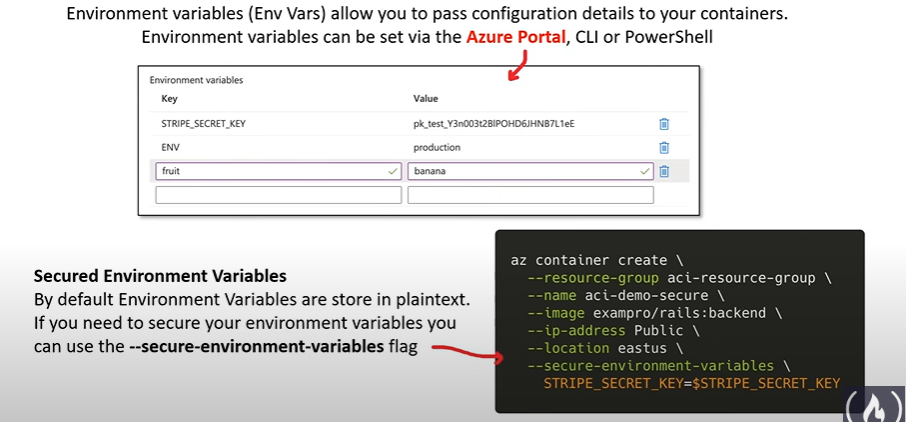 Environment variables (Env Vars) allow you to pass configuration details to your containers.
Environment variables can be set via the Azure Portal, CLI or PowerShell
Environment variables
Key Value
STRIPE_SECRET_KEY pk_test_Y3n003t2BlPOHD6JHNB7L1eE
ENV production
fruit banana
Secured Environment Variables
By default Environment Variables are store in plaintext.
If you need to secure your environment variables you
can use the --secure-environment-variables flag
az container create \
--resource-group aci-resource-group \
--name aci-demo-secure \
--image exampro/rails:backend \
--ip-address Public \
--location eastus \
--secure-environment-variables \
STRIPE_SECRET_KEY=$STRIPE_SECRET_KEY